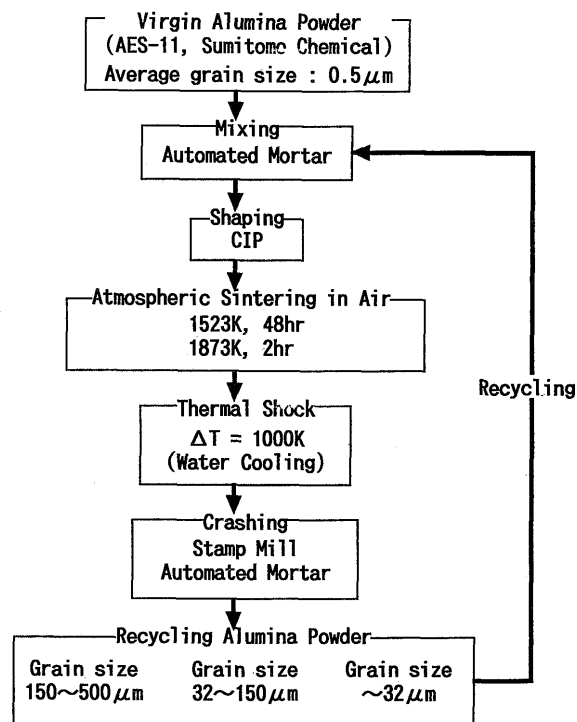 Virgin Alumina Powder
(AES-11, Sumitomo Chemical)
Average grain size : 0.5μm
Mixing
Automated Mortar
Shaping
CIP
Atmospheric Sintering in Air
1523K, 48hr
1873K, 2hr
Thermal Shock
ΔT = 1000K
(Water Cooling)
Recycling
Crashing
Stamp Mill
Automated Mortar
Recycling Alumina Powder
Grain size Grain size Grain size
150~500μm 32~150μm ~32μm